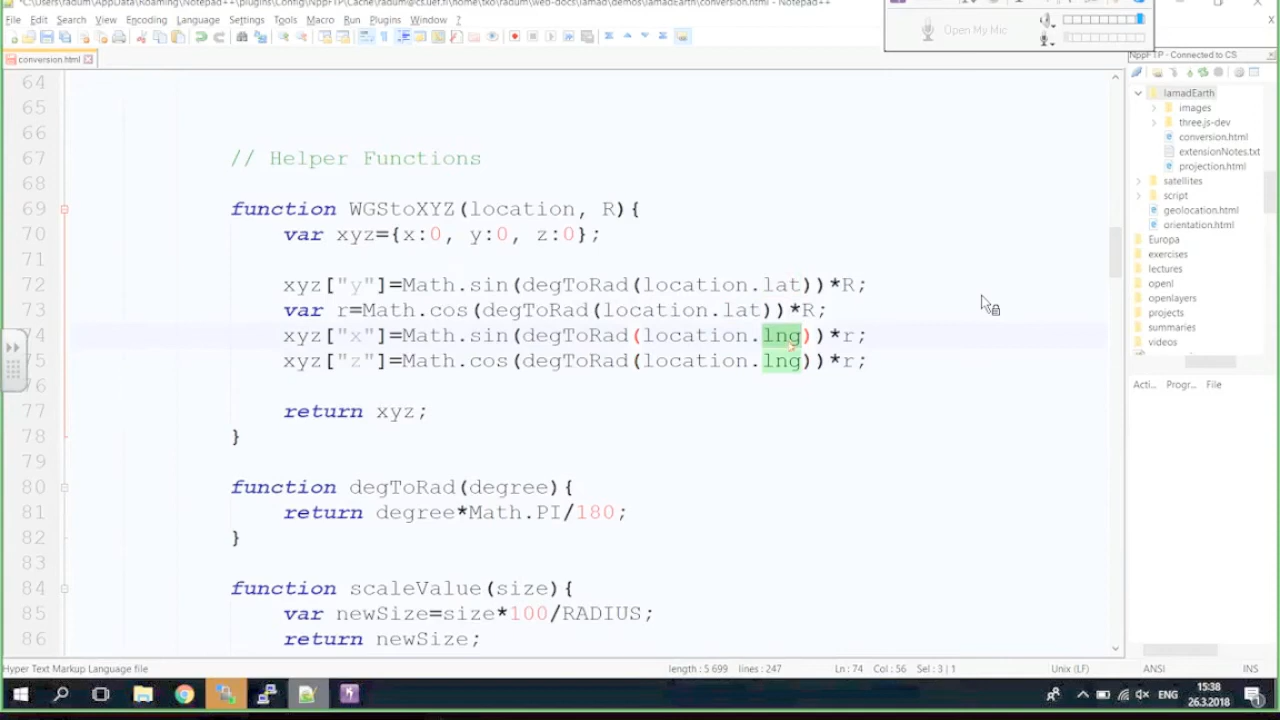 *C:\Users\radum\AppData\Roaming\Notepad++\plugins\Config\NppFTP\Cache\radum@cs.uef.fi\home\tko\radum\web-docs\lamad\demos\lamadEarth\conversion.html - Notepad++
File Edit Search View Encoding Language Settings Tools Macro Run Plugins Window ?
Open My Mic
conversion.html
NppFTP - Connected to CS
64
65
66
67 // Helper Functions
68
69 function WGStoXYZ(location, R){
70 var xyz={x:0, y:0, z:0};
71
72 xyz["y"]=Math.sin(degToRad(location.lat))*R;
73 var r=Math.cos(degToRad(location.lat))*R;
74 xyz["x"]=Math.sin(degToRad(location.lng))*r;
75 xyz["z"]=Math.cos(degToRad(location.lng))*r;
76
77 return xyz;
78 }
79
80 function degToRad(degree){
81 return degree*Math.PI/180;
82 }
83
84 function scaleValue(size){
85 var newSize=size*100/RADIUS;
86 return newSize;
lamadEarth
images
three.js-dev
conversion.html
extensionNotes.txt
projection.html
satellites
script
geolocation.html
orientation.html
Europa
exercises
lectures
openl
openlayers
projects
summaries
videos
Acti... Progr... File
Hyper Text Markup Language file length : 5 699 lines : 247 Ln : 74 Col : 56 Sel : 3 | 1 Unix (LF) ANSI INS
ENG 15:38
26.3.2018
1